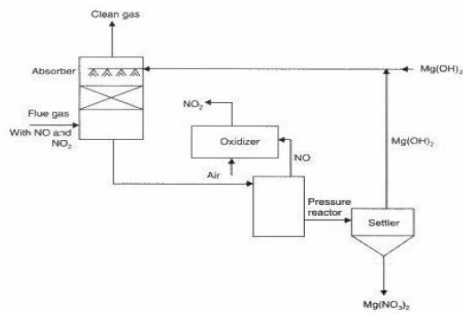 Clean gas
Absorber
Mg(OH)₂
Flue gas
With NO and
NO₂
NO₂
Oxidizer
Mg(OH)₂
Air
NO
Pressure
reactor
Settler
Mg(NO₃)₂